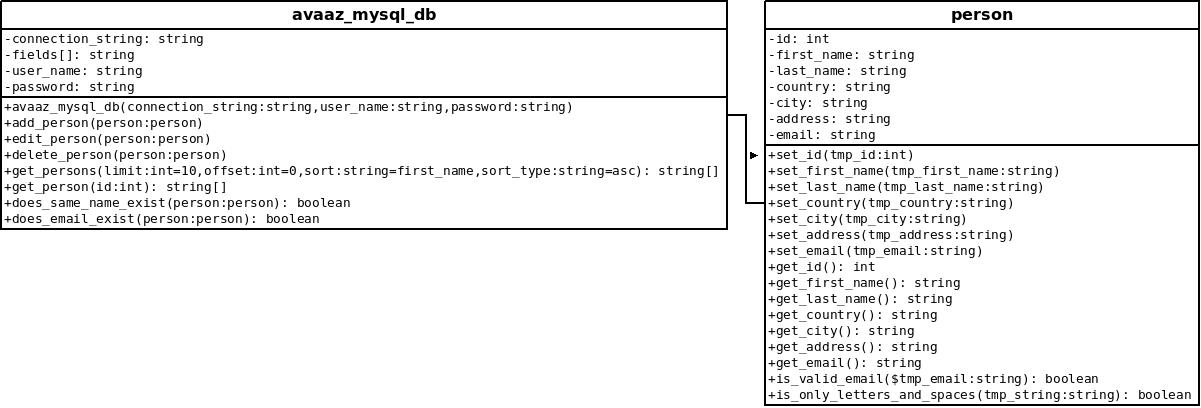 avaaz_mysql_db
-connection_string: string
-fields[]: string
-user_name: string
-password: string
+avaaz_mysql_db(connection_string:string,user_name:string,password:string)
+add_person(person:person)
+edit_person(person:person)
+delete_person(person:person)
+get_persons(limit:int=10,offset:int=0,sort:string=first_name,sort_type:string=asc): string[]
+get_person(id:int): string[]
+does_same_name_exist(person:person): boolean
+does_email_exist(person:person): boolean
person
-id: int
-first_name: string
-last_name: string
-country: string
-city: string
-address: string
-email: string
+set_id(tmp_id:int)
+set_first_name(tmp_first_name:string)
+set_last_name(tmp_last_name:string)
+set_country(tmp_country:string)
+set_city(tmp_city:string)
+set_address(tmp_address:string)
+set_email(tmp_email:string)
+get_id(): int
+get_first_name(): string
+get_last_name(): string
+get_country(): string
+get_city(): string
+get_address(): string
+get_email(): string
+is_valid_email($tmp_email:string): boolean
+is_only_letters_and_spaces(tmp_string:string): boolean